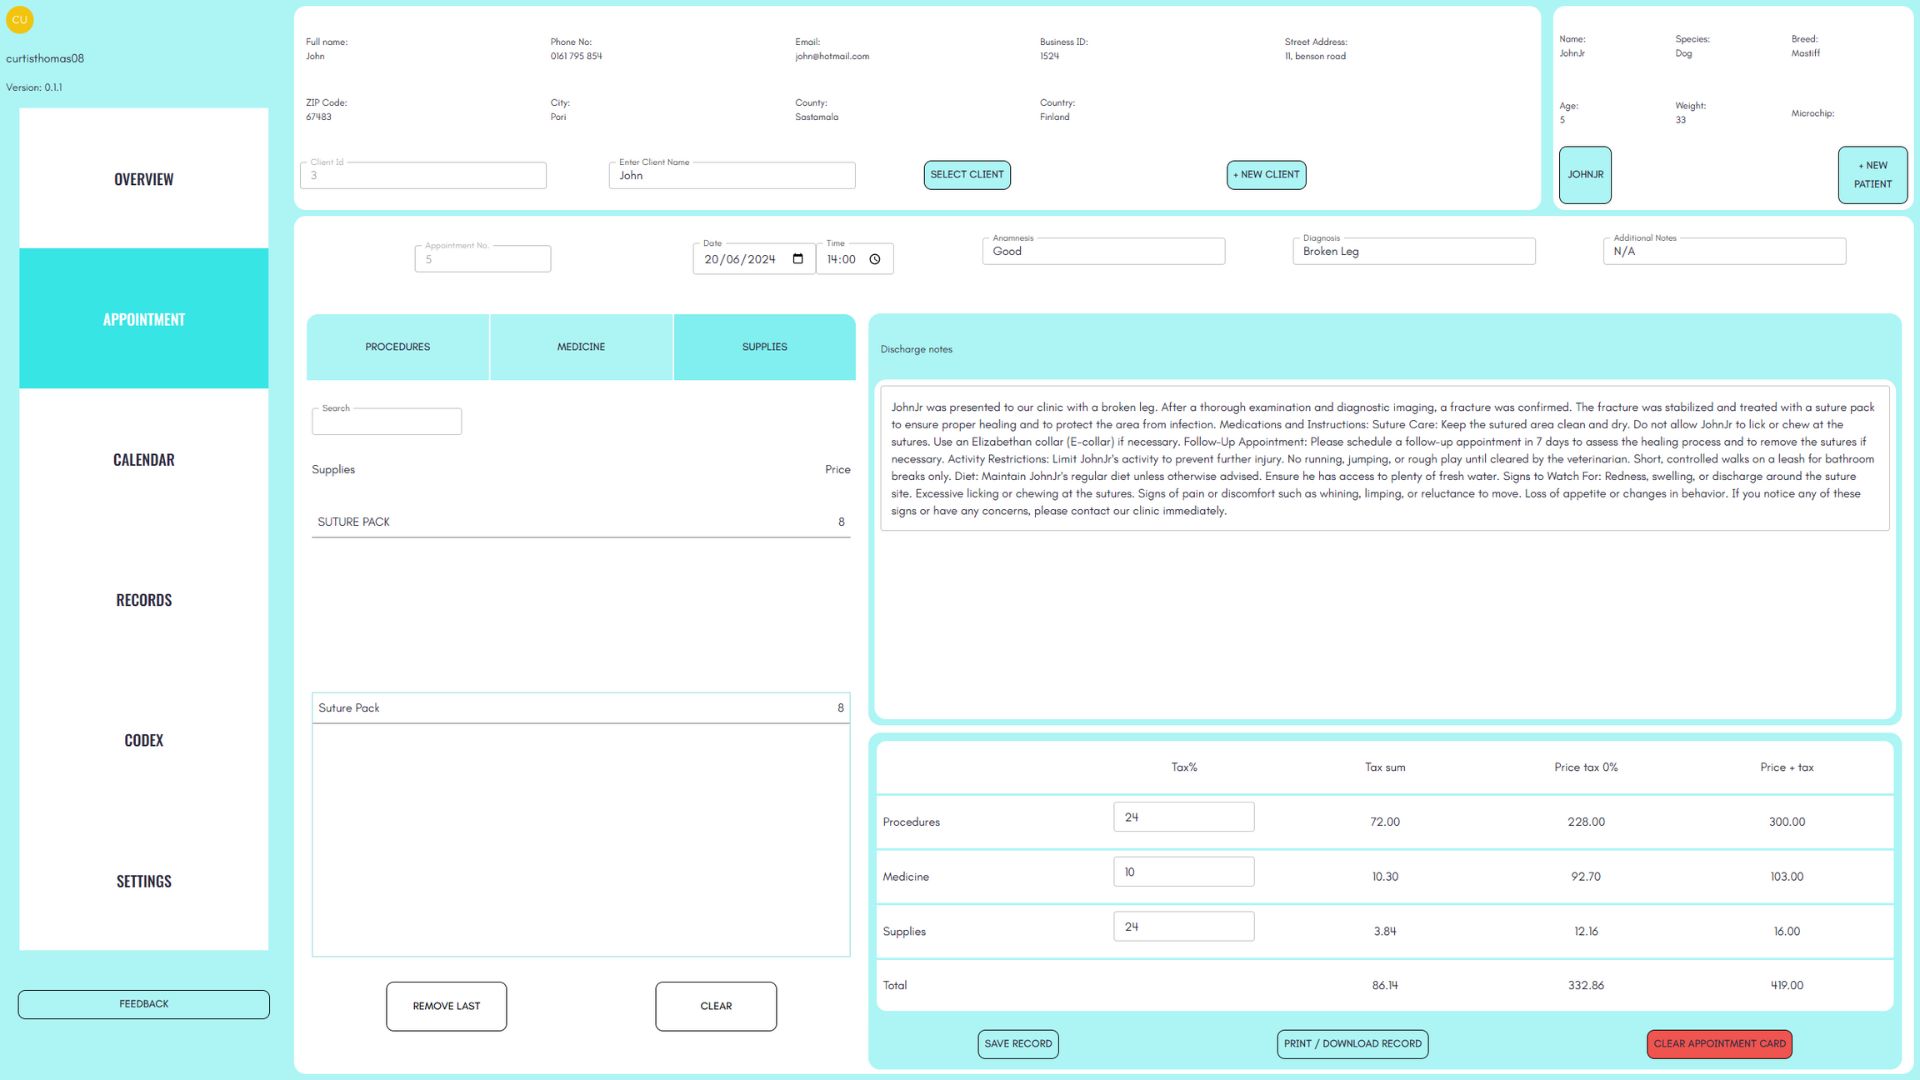 CU
curtisthomas08
Version: 0.1.1
OVERVIEW
APPOINTMENT
CALENDAR
RECORDS
CODEX
SETTINGS
FEEDBACK
Full name:
John
Phone No:
0161 795 854
Email:
john@hotmail.com
Business ID:
1524
Street Address:
11, benson road
ZIP Code:
67483
City:
Pori
County:
Sastamala
Country:
Finland
Client Id
3
Enter Client Name
John
SELECT CLIENT
+ NEW CLIENT
Name:
JohnJr
Species:
Dog
Breed:
Mastiff
Age:
5
Weight:
33
Microchip:
JOHNJR
+ NEW
PATIENT
Appointment No.
5
Date
20/06/2024
Time
14:00
Anamnesis
Good
Diagnosis
Broken Leg
Additional Notes
N/A
PROCEDURES
MEDICINE
SUPPLIES
Search
Supplies Price
SUTURE PACK 8
Suture Pack 8
REMOVE LAST
CLEAR
Discharge notes
JohnJr was presented to our clinic with a broken leg. After a thorough examination and diagnostic imaging, a fracture was confirmed. The fracture was stabilized and treated with a suture pack
to ensure proper healing and to protect the area from infection. Medications and Instructions: Suture Care: Keep the sutured area clean and dry. Do not allow JohnJr to lick or chew at the
sutures. Use an Elizabethan collar (E-collar) if necessary. Follow-Up Appointment: Please schedule a follow-up appointment in 7 days to assess the healing process and to remove the sutures if
necessary. Activity Restrictions: Limit JohnJr's activity to prevent further injury. No running, jumping, or rough play until cleared by the veterinarian. Short, controlled walks on a leash for bathroom
breaks only. Diet: Maintain JohnJr's regular diet unless otherwise advised. Ensure he has access to plenty of fresh water. Signs to Watch For: Redness, swelling, or discharge around the suture
site. Excessive licking or chewing at the sutures. Signs of pain or discomfort such as whining, limping, or reluctance to move. Loss of appetite or changes in behavior. If you notice any of these
signs or have any concerns, please contact our clinic immediately.
Tax% Tax sum Price tax 0% Price + tax
Procedures 24 72.00 228.00 300.00
Medicine 10 10.30 92.70 103.00
Supplies 24 3.84 12.16 16.00
Total 86.14 332.86 419.00
SAVE RECORD
PRINT / DOWNLOAD RECORD
CLEAR APPOINTMENT CARD